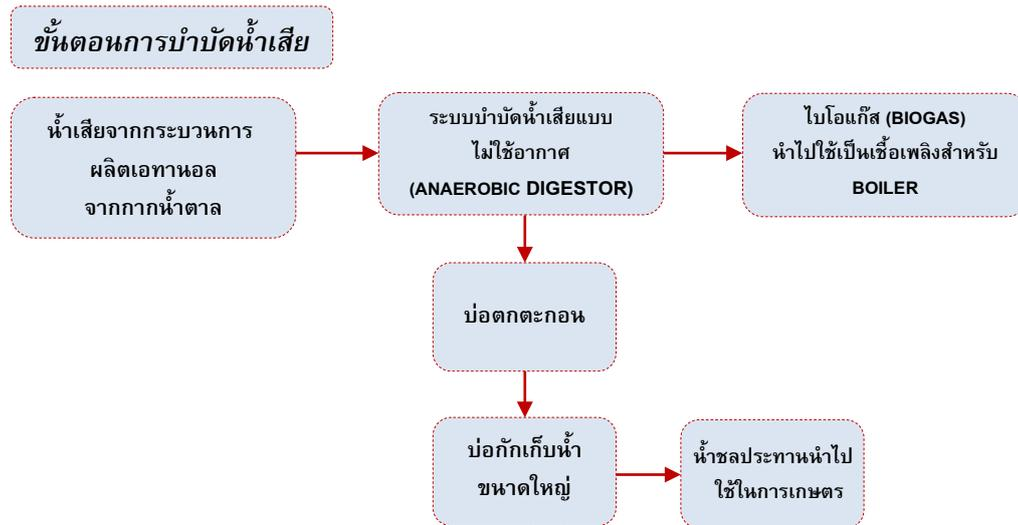 ขั้นตอนการบำบัดน้ำเสีย
น้ำเสียจากกระบวนการ
ผลิตเอทานอล
จากกากน้ำตาล
ระบบบำบัดน้ำเสียแบบ
ไม่ใช้อากาศ
(ANAEROBIC DIGESTOR)
ไบโอแก๊ส (BIOGAS)
นำไปใช้เป็นเชื้อเพลิงสำหรับ
BOILER
บ่อตกตะกอน
บ่อกักเก็บน้ำ
ขนาดใหญ่
น้ำชลประทานนำไป
ใช้ในการเกษตร